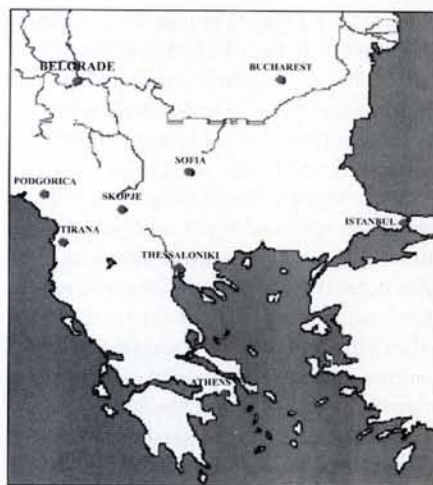 BELGRADE
BUCHAREST
SOFIA
PODGORICA
SKOPJE
ISTANBUL
TIRANA
THESSALONIKI
ATHENS